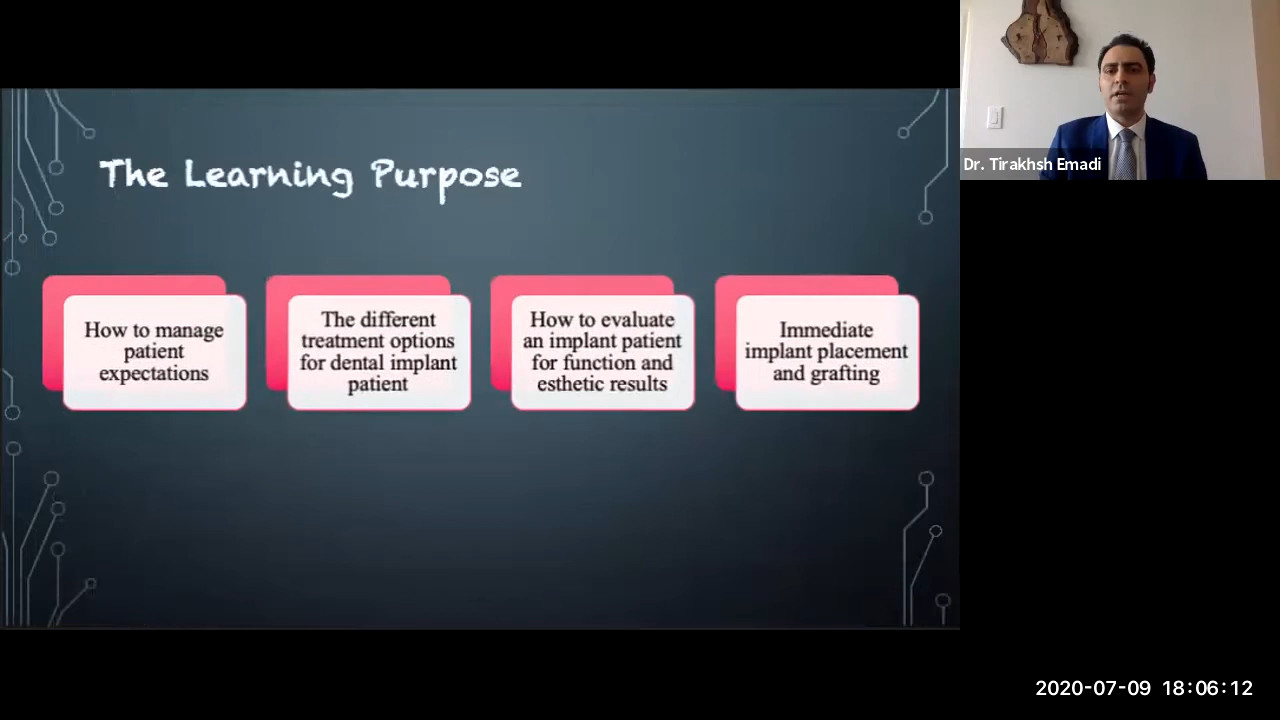 The Learning Purpose
How to manage
patient
expectations
The different
treatment options
for dental implant
patient
How to evaluate
an implant patient
for function and
esthetic results
Immediate
implant placement
and grafting
Dr. Tirakhsh Emadi
2020-07-09 18:06:12